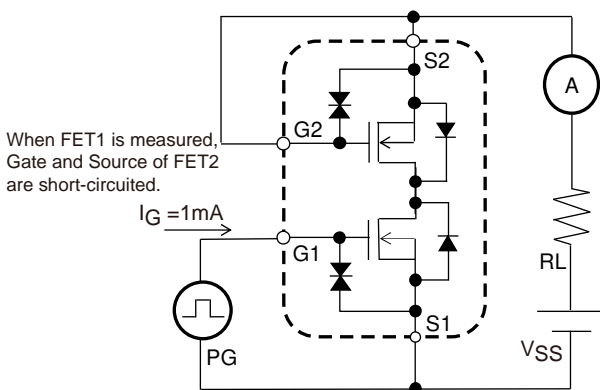 S2
A
G2
When FET1 is measured,
Gate and Source of FET2
are short-circuited.
IG =1mA
G1
RL
S1
VSS
PG